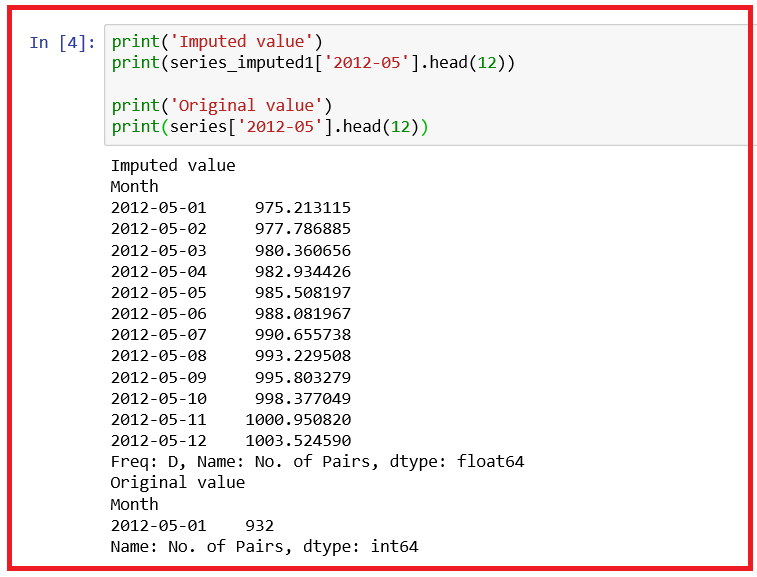 In [4]: print('Imputed value')
print(series_imputed1['2012-05'].head(12))
print('Original value')
print(series['2012-05'].head(12))
Imputed value
Month
2012-05-01     975.213115
2012-05-02     977.786885
2012-05-03     980.360656
2012-05-04     982.934426
2012-05-05     985.508197
2012-05-06     988.081967
2012-05-07     990.655738
2012-05-08     993.229508
2012-05-09     995.803279
2012-05-10     998.377049
2012-05-11    1000.950820
2012-05-12    1003.524590
Freq: D, Name: No. of Pairs, dtype: float64
Original value
Month
2012-05-01    932
Name: No. of Pairs, dtype: int64